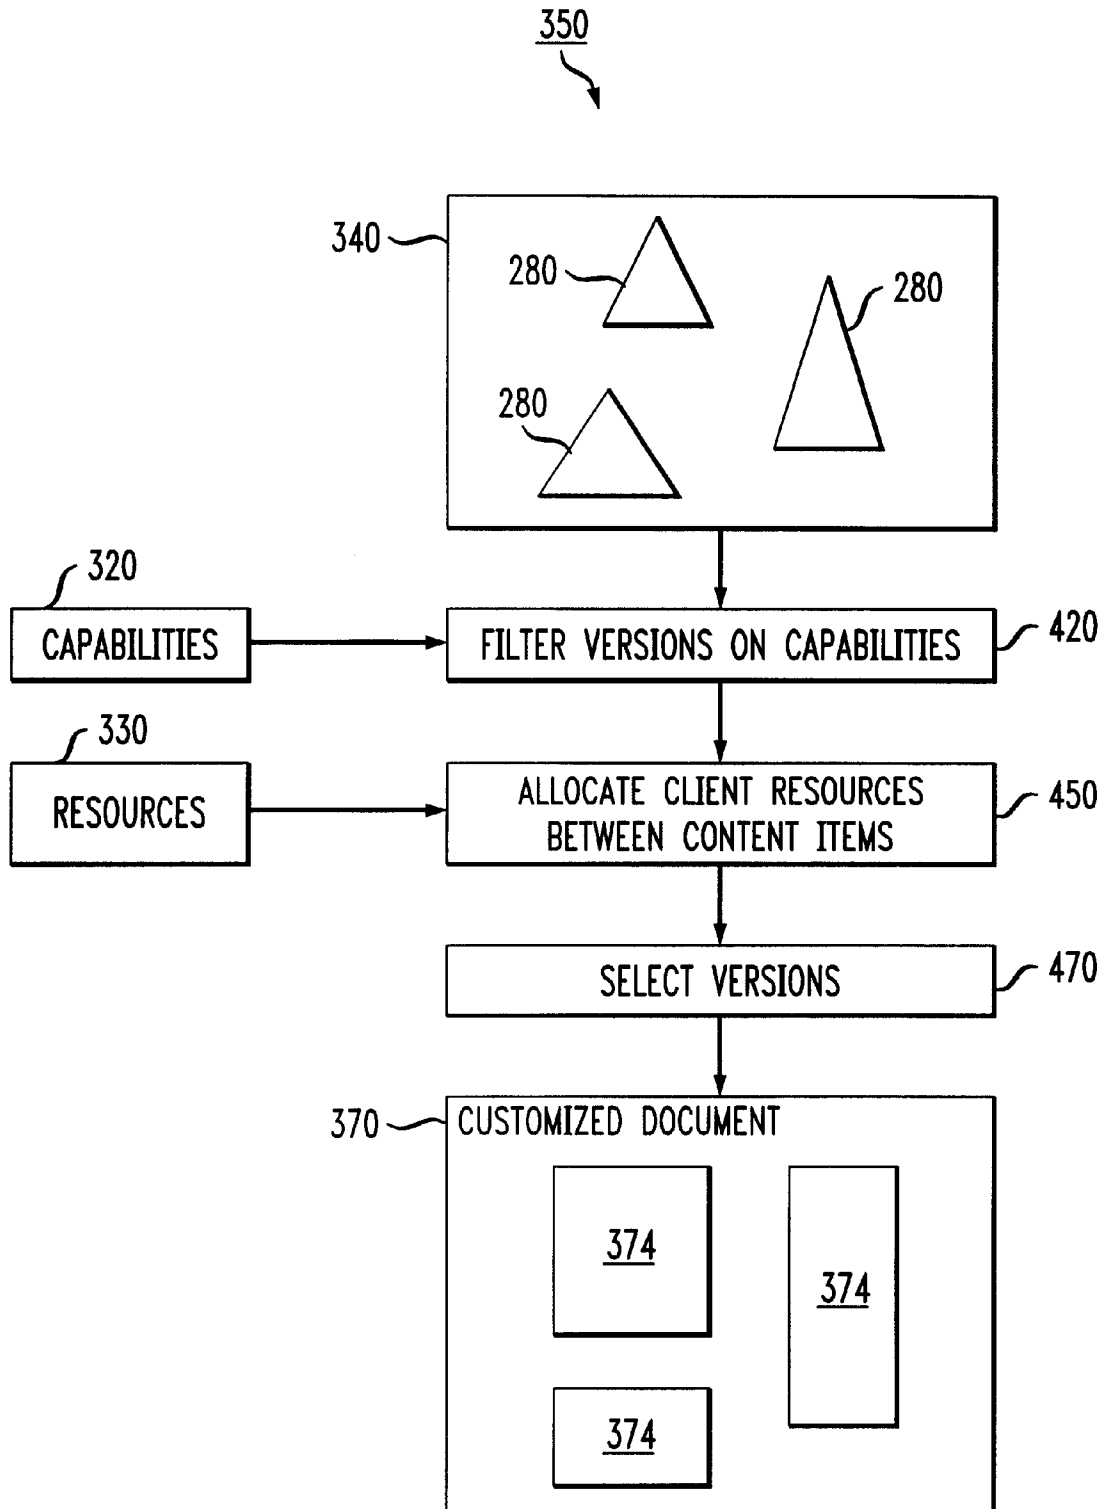 350
340
280
280
280
320
CAPABILITIES
FILTER VERSIONS ON CAPABILITIES
420
330
RESOURCES
ALLOCATE CLIENT RESOURCES
BETWEEN CONTENT ITEMS
450
SELECT VERSIONS
470
370
CUSTOMIZED DOCUMENT
374
374
374